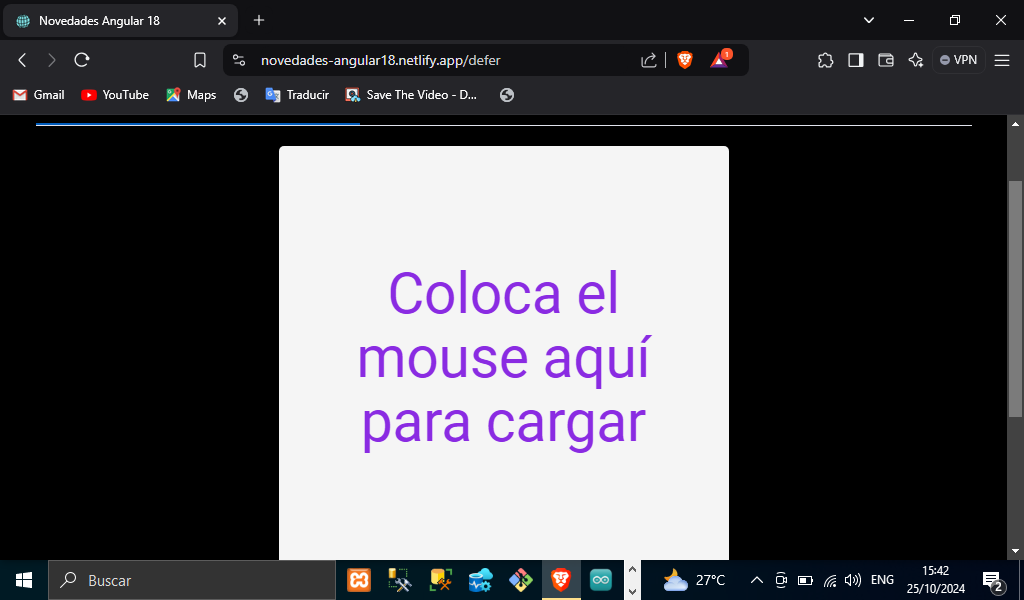 Novedades Angular 18
novedades-angular18.netlify.app/defer
1
VPN
Gmail
YouTube
Maps
Traducir
Save The Video - D...
Coloca el
mouse aquí
para cargar
Buscar
27°C
ENG
15:42
25/10/2024
2